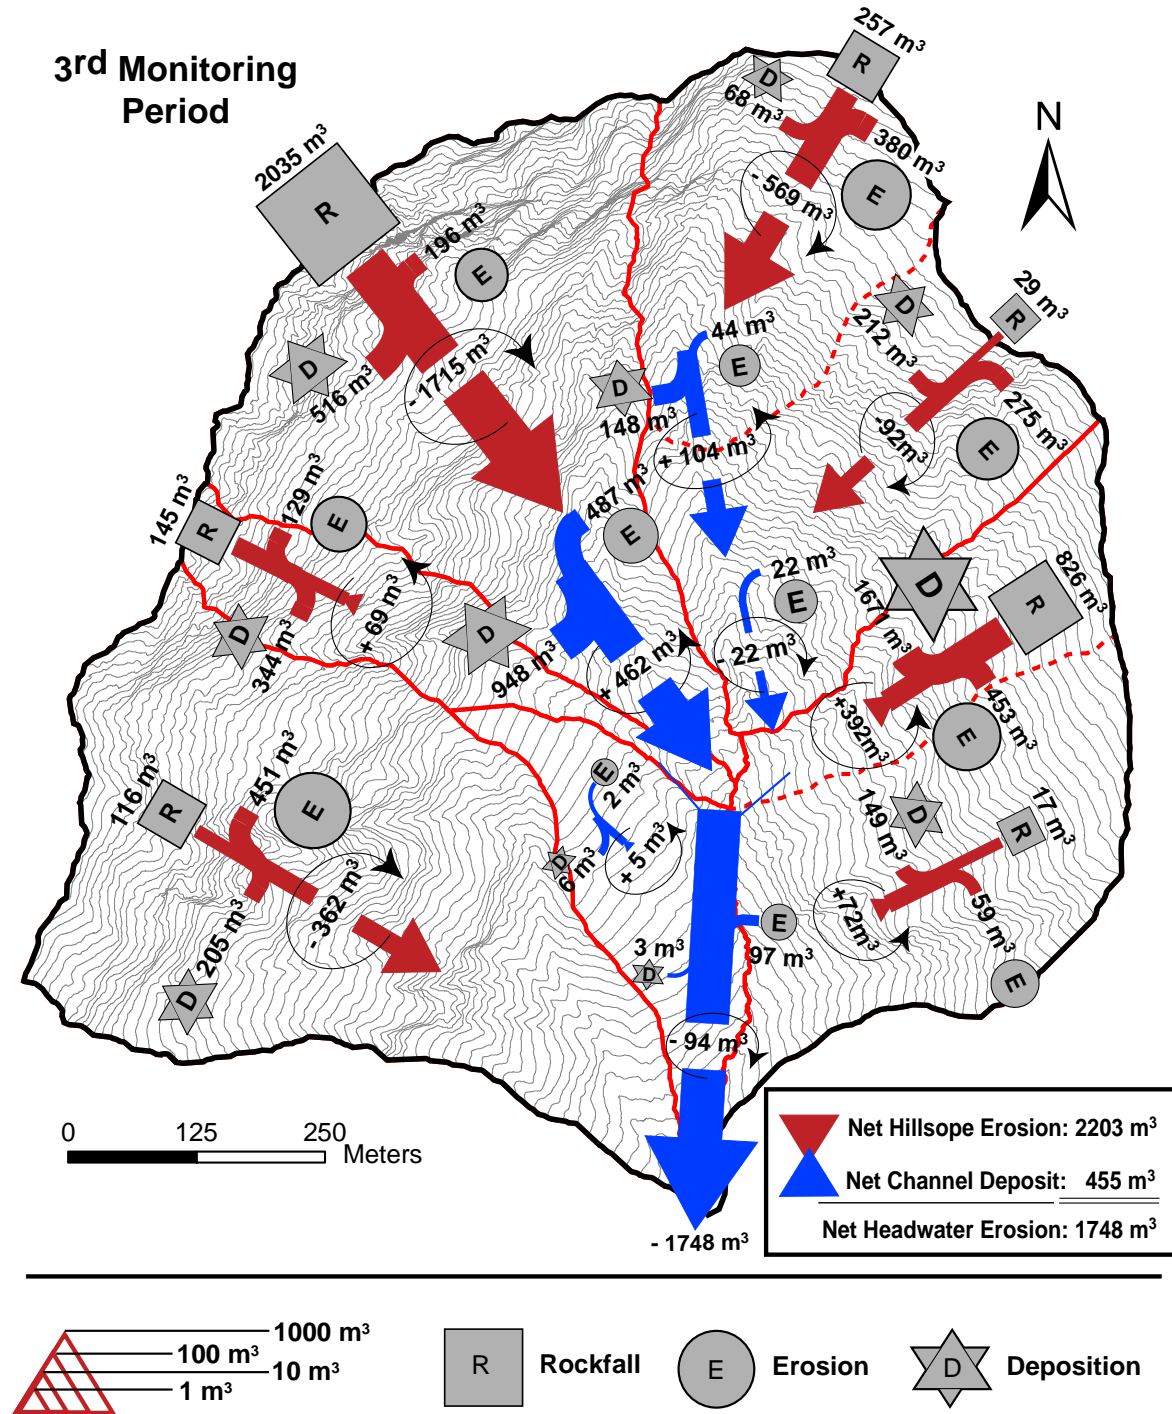 3rd Monitoring
Period
257 m³
R
D
68 m³
380 m³
E
- 569 m³
N
2035 m³
R
196 m³
E
D
516 m³
- 1715 m³
44 m³
E
D
148 m³
+ 104 m³
D
212 m³
29 m³
R
275 m³
E
-92m³
145 m³
R
129 m³
E
D
344 m³
+ 69 m³
487 m³
E
D
948 m³
+ 462 m³
22 m³
E
- 22 m³
D
1671 m³
826 m³
R
453 m³
E
+392m³
116 m³
R
451 m³
E
D
205 m³
- 362 m³
E
2 m³
D
6 m³
+ 5 m³
D
149 m³
17 m³
R
59 m³
E
+72m³
3 m³
D
E
97 m³
- 94 m³
0 125 250
Meters
- 1748 m³
Net Hillsope Erosion: 2203 m³
Net Channel Deposit: 455 m³
Net Headwater Erosion: 1748 m³
1000 m³
100 m³
10 m³
1 m³
R Rockfall
E Erosion
D Deposition